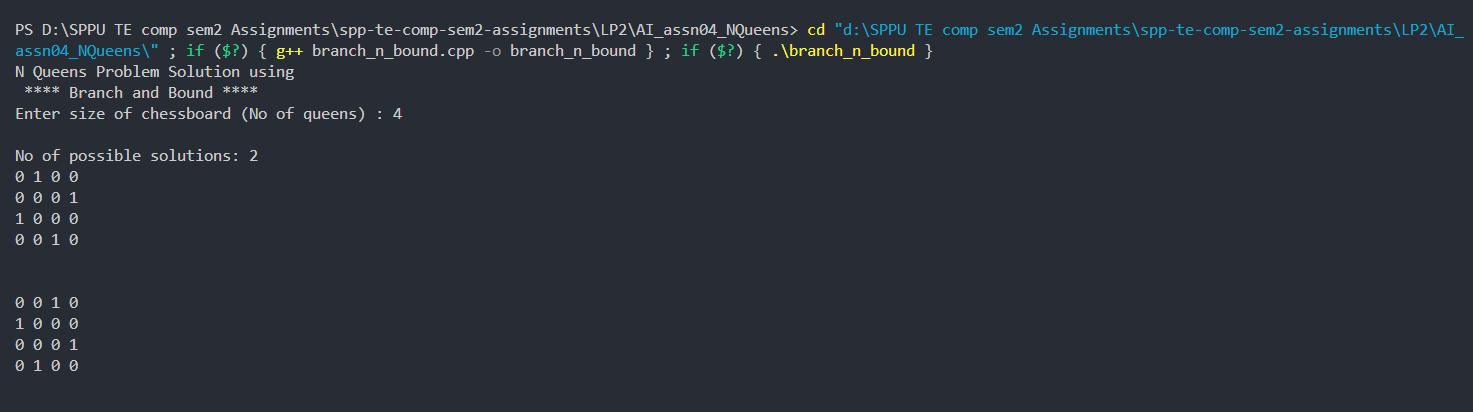 PS D:\SPPU TE comp sem2 Assignments\spp-te-comp-sem2-assignments\LP2\AI_assn04_NQueens> cd "d:\SPPU TE comp sem2 Assignments\spp-te-comp-sem2-assignments\LP2\AI_
assn04_NQueens\" ; if ($?) { g++ branch_n_bound.cpp -o branch_n_bound } ; if ($?) { .\branch_n_bound }
N Queens Problem Solution using
 **** Branch and Bound ****
Enter size of chessboard (No of queens) : 4

No of possible solutions: 2
0 1 0 0
0 0 0 1
1 0 0 0
0 0 1 0


0 0 1 0
1 0 0 0
0 0 0 1
0 1 0 0